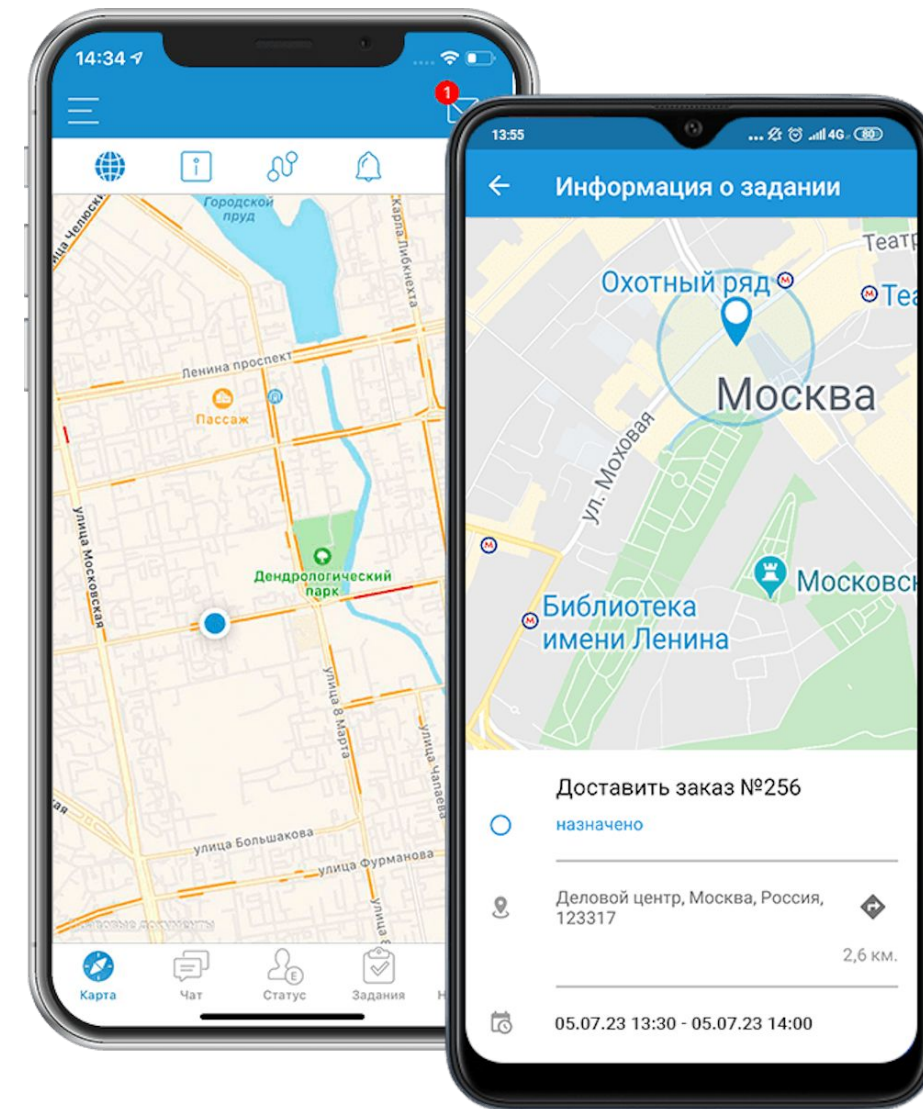 14:34
1
Городской
пруд
Карла Либкнехта
Ленина проспект
Пассаж
улица Московская
Дендрологический
парк
улица 8 Марта
улица Чапаева
улица Большакова
улица Фурманова
Карта
Чат
Статус
E
Задания
13:55
4G
80
Информация о задании
Охотный ряд
Москва
ул. Моховая
Библиотека
имени Ленина
Доставить заказ №256
назначено
Деловой центр, Москва, Россия,
123317
2,6 км.
05.07.23 13:30 - 05.07.23 14:00